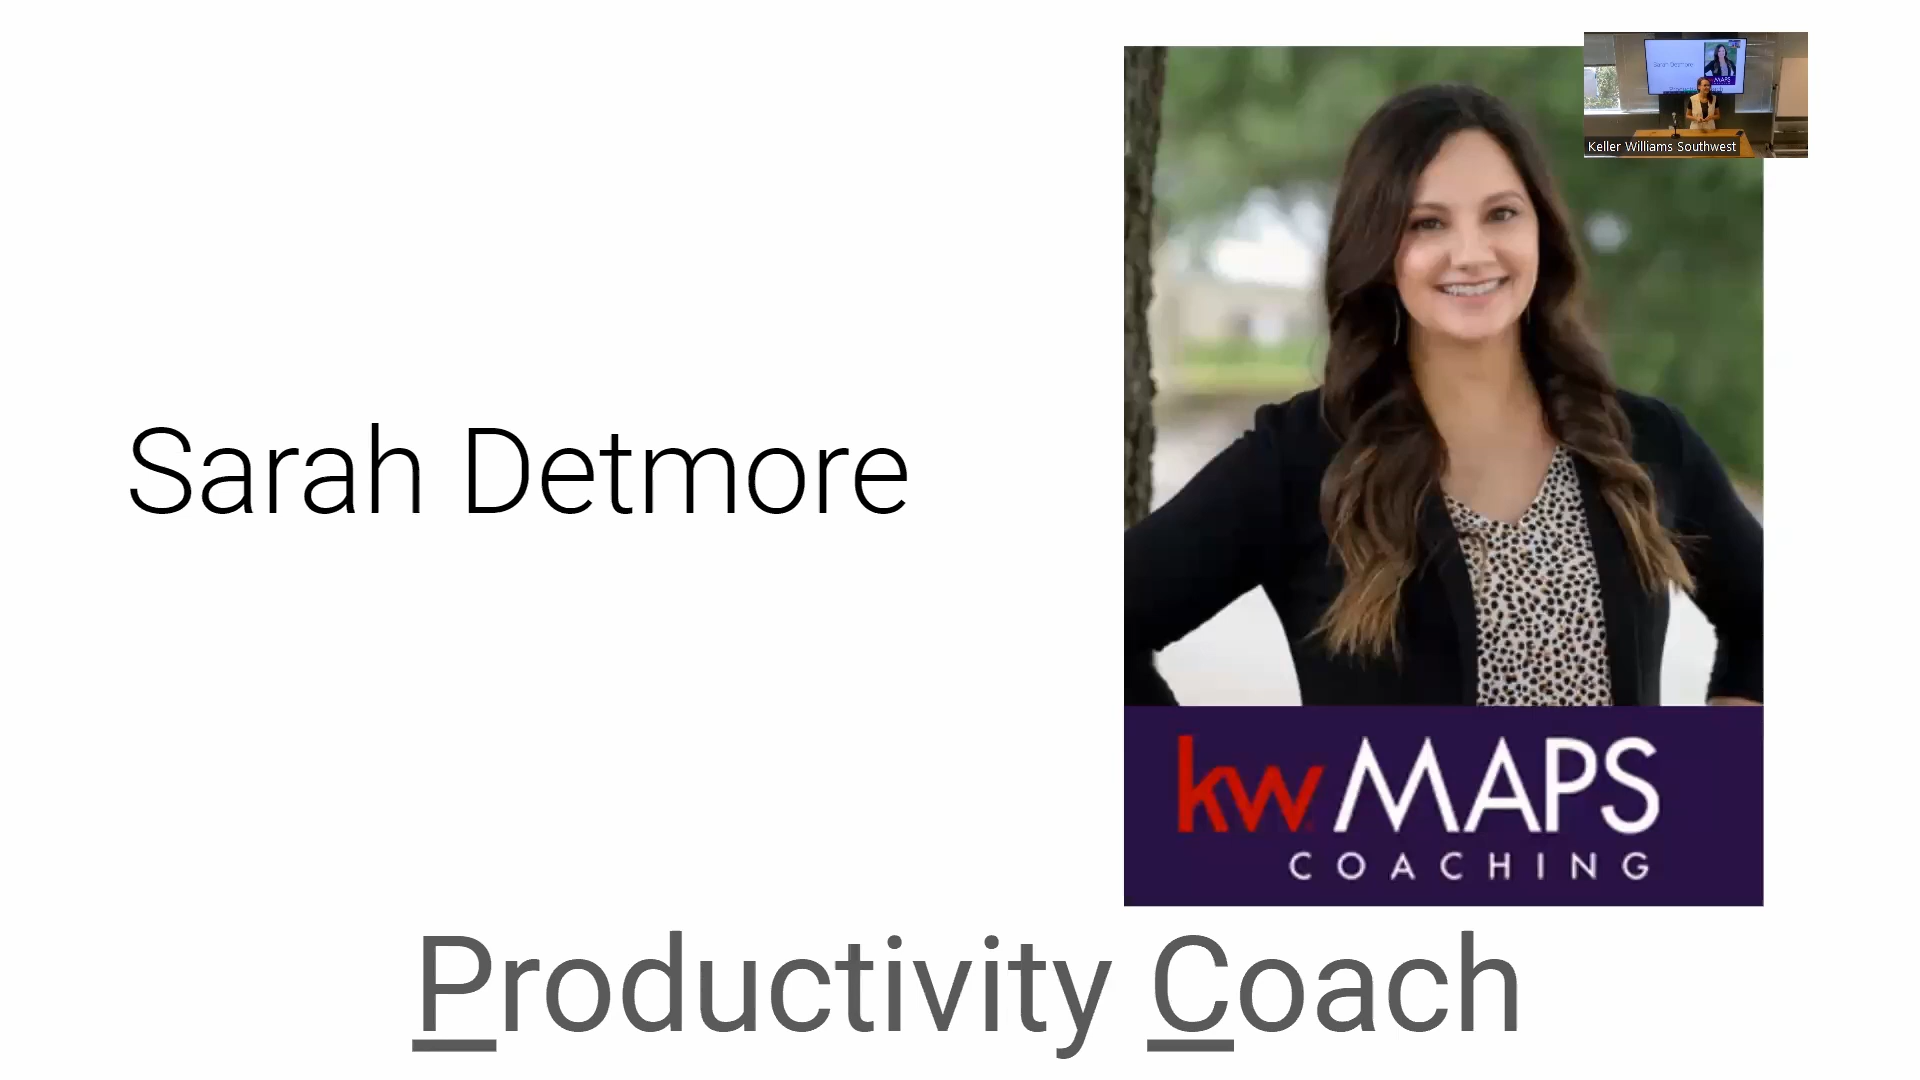 Keller Williams Southwest
Sarah Detmore
kw MAPS
COACHING
Productivity Coach